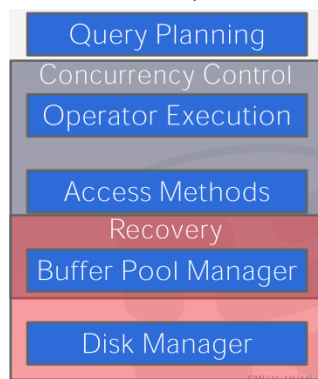 Query Planning
Concurrency Control
Operator Execution
Access Methods
Recovery
Buffer Pool Manager
Disk Manager